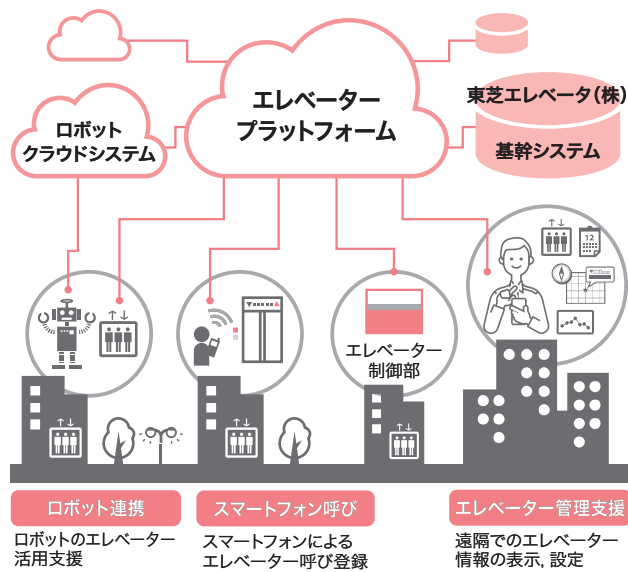 エレベーター
プラットフォーム
ロボット
クラウドシステム
東芝エレベータ(株)
基幹システム
12
エレベーター
制御部
ロボット連携
ロボットのエレベーター
活用支援
スマートフォン呼び
スマートフォンによる
エレベーター呼び登録
エレベーター管理支援
遠隔でのエレベーター
情報の表示, 設定